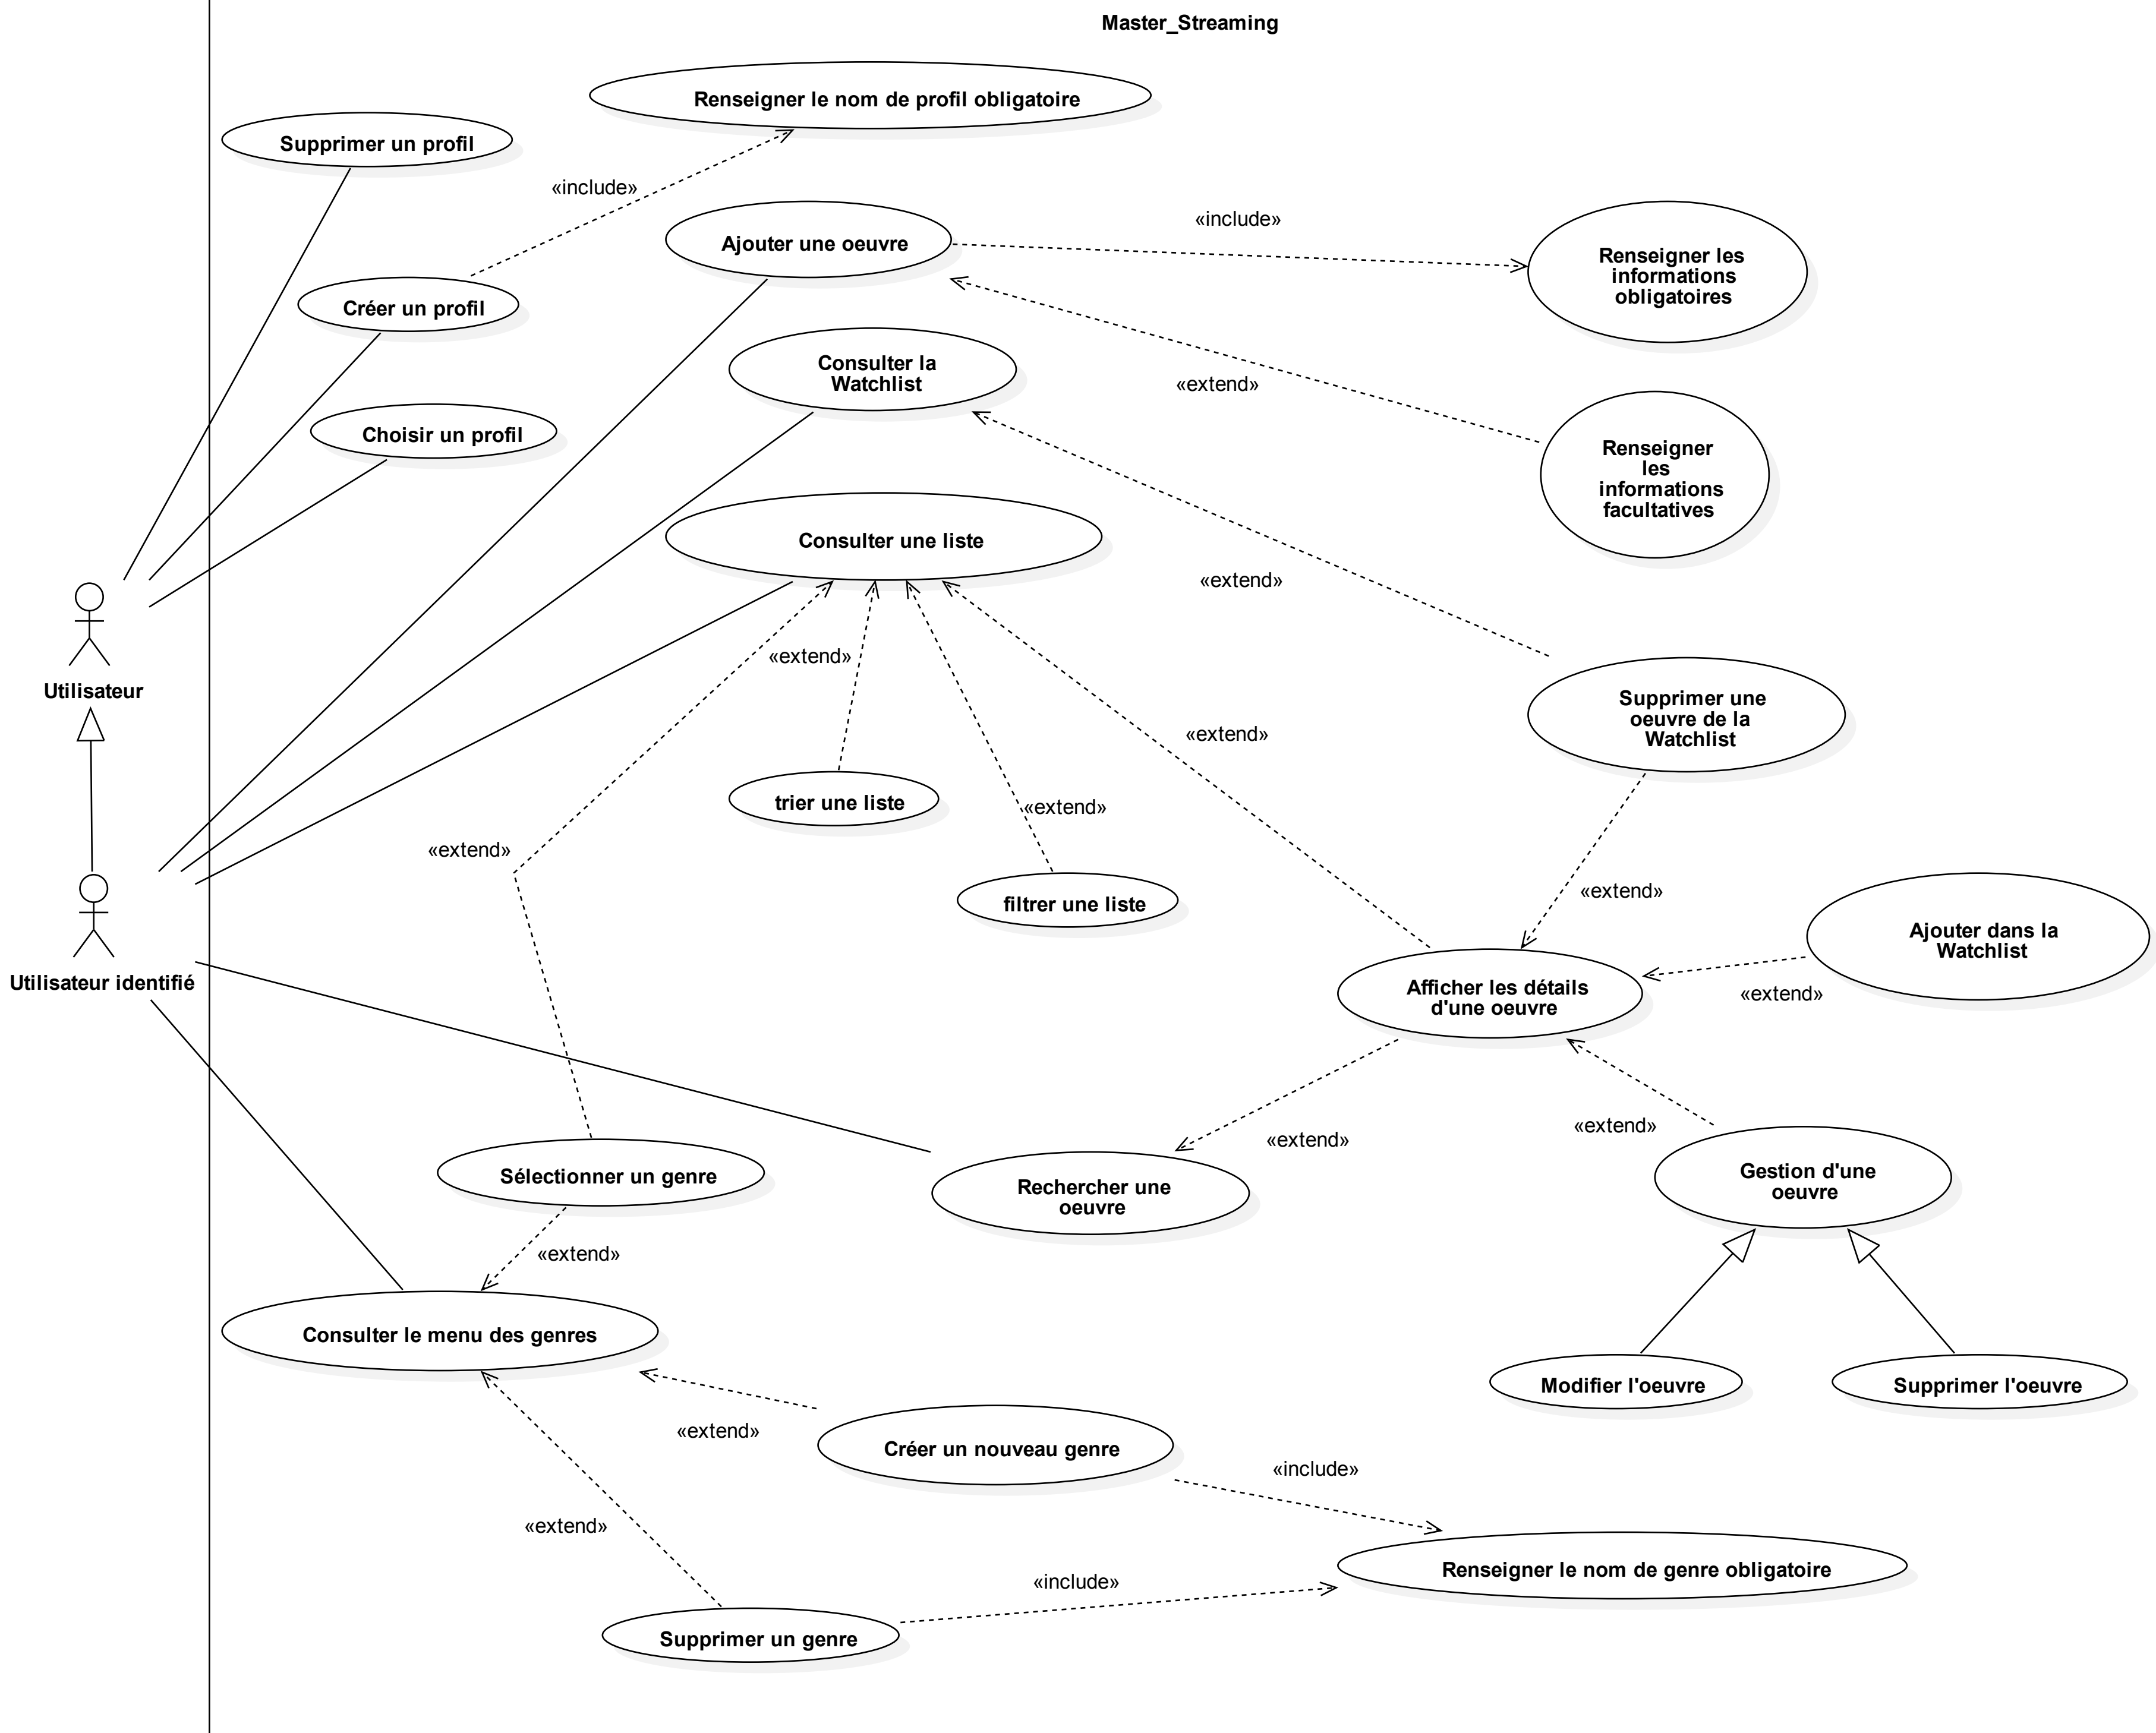 Master_Streaming
Renseigner le nom de profil obligatoire
Supprimer un profil
«include»
Ajouter une oeuvre
«include»
Renseigner les
informations
obligatoires
Créer un profil
Consulter la
Watchlist
«extend»
Choisir un profil
Renseigner
les
informations
facultatives
Consulter une liste
«extend»
Utilisateur
«extend»
«extend»
Supprimer une
oeuvre de la
Watchlist
trier une liste
«extend»
«extend»
filtrer une liste
«extend»
Ajouter dans la
Watchlist
Utilisateur identifié
Afficher les détails
d'une oeuvre
«extend»
«extend»
«extend»
Sélectionner un genre
Rechercher une
oeuvre
Gestion d'une
oeuvre
«extend»
Consulter le menu des genres
Modifier l'oeuvre
Supprimer l'oeuvre
«extend»
Créer un nouveau genre
«include»
«extend»
Renseigner le nom de genre obligatoire
«include»
Supprimer un genre